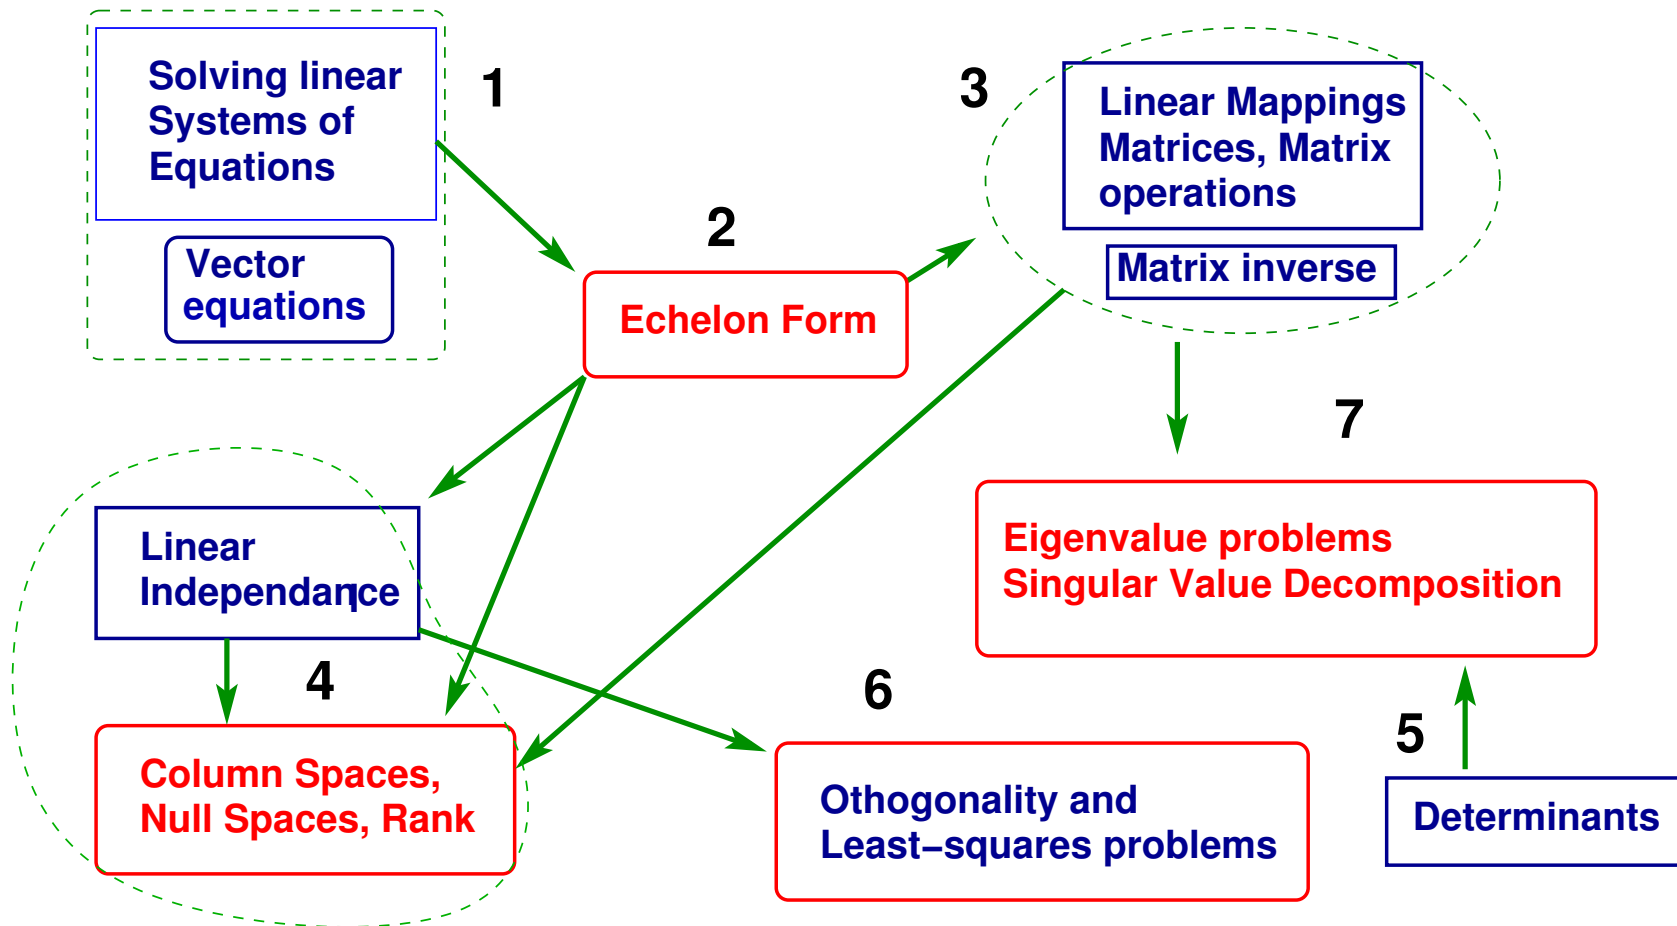 Solving linear
Systems of
Equations
1
Vector
equations
2
Echelon Form
3
Linear Mappings
Matrices, Matrix
operations
Matrix inverse
Linear
Independance
4
Column Spaces,
Null Spaces, Rank
6
Othogonality and
Least−squares problems
7
Eigenvalue problems
Singular Value Decomposition
5
Determinants